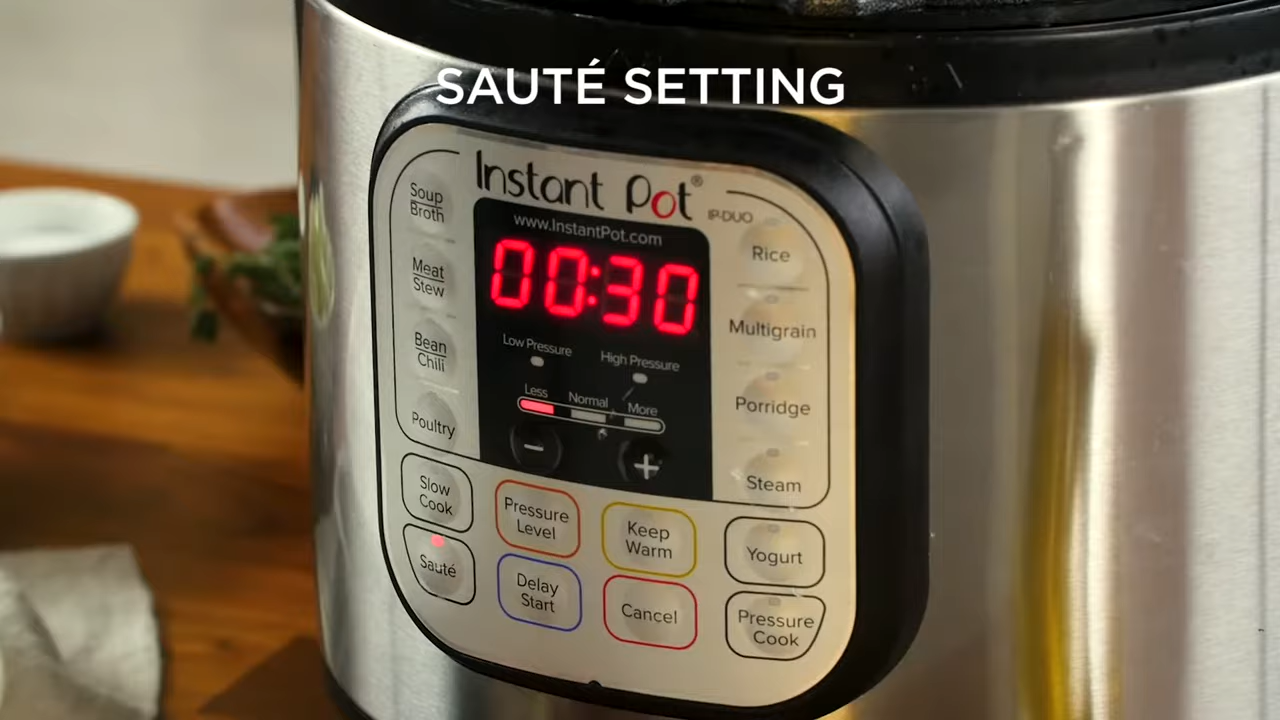 SAUTÉ SETTING
Instant Pot®
IP-DUO
www.InstantPot.com
00:30
Low Pressure
High Pressure
Less Normal More
− +
Soup
Broth
Meat
Stew
Bean
Chili
Poultry
Rice
Multigrain
Porridge
Steam
Slow
Cook
Pressure
Level
Keep
Warm
Yogurt
Sauté
Delay
Start
Cancel
Pressure
Cook